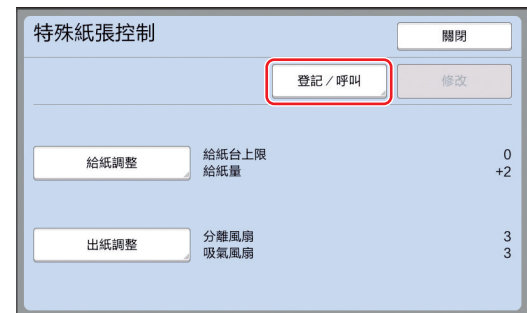 特殊紙張控制 關閉
登記／呼叫 修改
給紙調整 給紙台上限 0
給紙量 +2
出紙調整 分離風扇 3
吸氣風扇 3